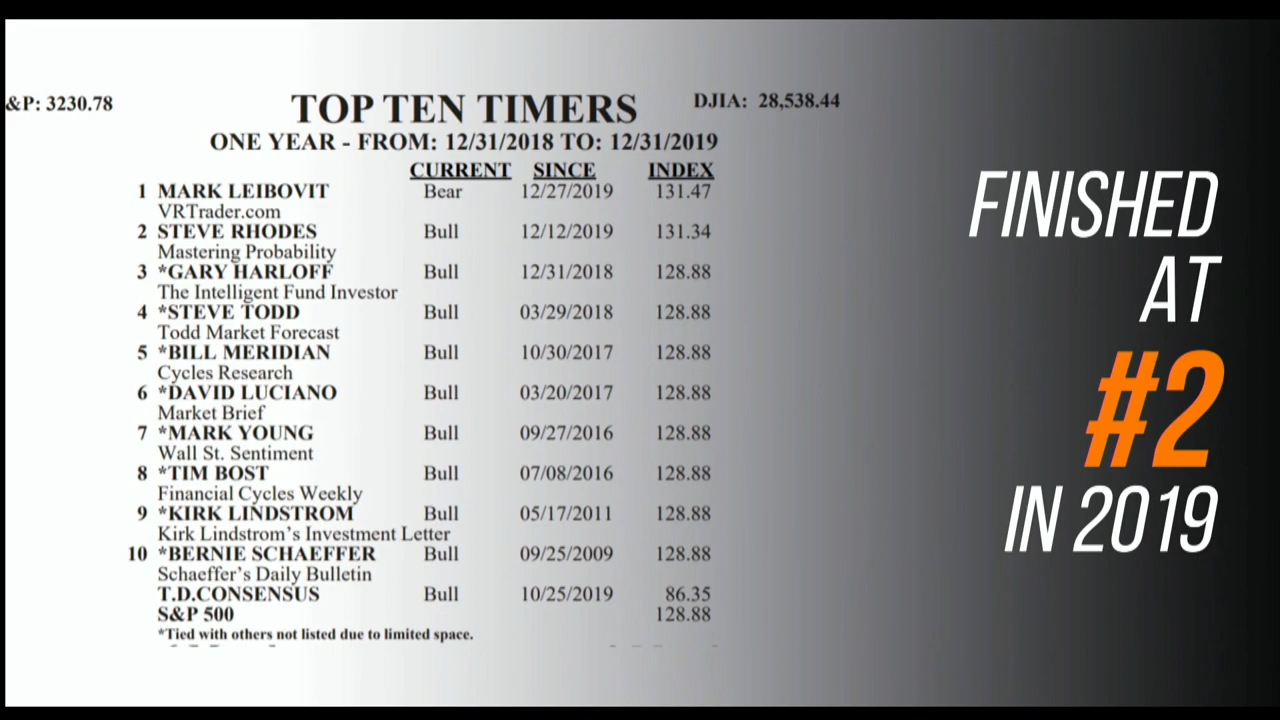 &P: 3230.78
TOP TEN TIMERS
DJIA: 28,538.44
ONE YEAR - FROM: 12/31/2018 TO: 12/31/2019
CURRENT SINCE INDEX
1 MARK LEIBOVIT Bear 12/27/2019 131.47
VRTrader.com
2 STEVE RHODES Bull 12/12/2019 131.34
Mastering Probability
3 *GARY HARLOFF Bull 12/31/2018 128.88
The Intelligent Fund Investor
4 *STEVE TODD Bull 03/29/2018 128.88
Todd Market Forecast
5 *BILL MERIDIAN Bull 10/30/2017 128.88
Cycles Research
6 *DAVID LUCIANO Bull 03/20/2017 128.88
Market Brief
7 *MARK YOUNG Bull 09/27/2016 128.88
Wall St. Sentiment
8 *TIM BOST Bull 07/08/2016 128.88
Financial Cycles Weekly
9 *KIRK LINDSTROM Bull 05/17/2011 128.88
Kirk Lindstrom's Investment Letter
10 *BERNIE SCHAEFFER Bull 09/25/2009 128.88
Schaeffer's Daily Bulletin
T.D.CONSENSUS Bull 10/25/2019 86.35
S&P 500 128.88
*Tied with others not listed due to limited space.
FINISHED
AT
#2
IN 2019